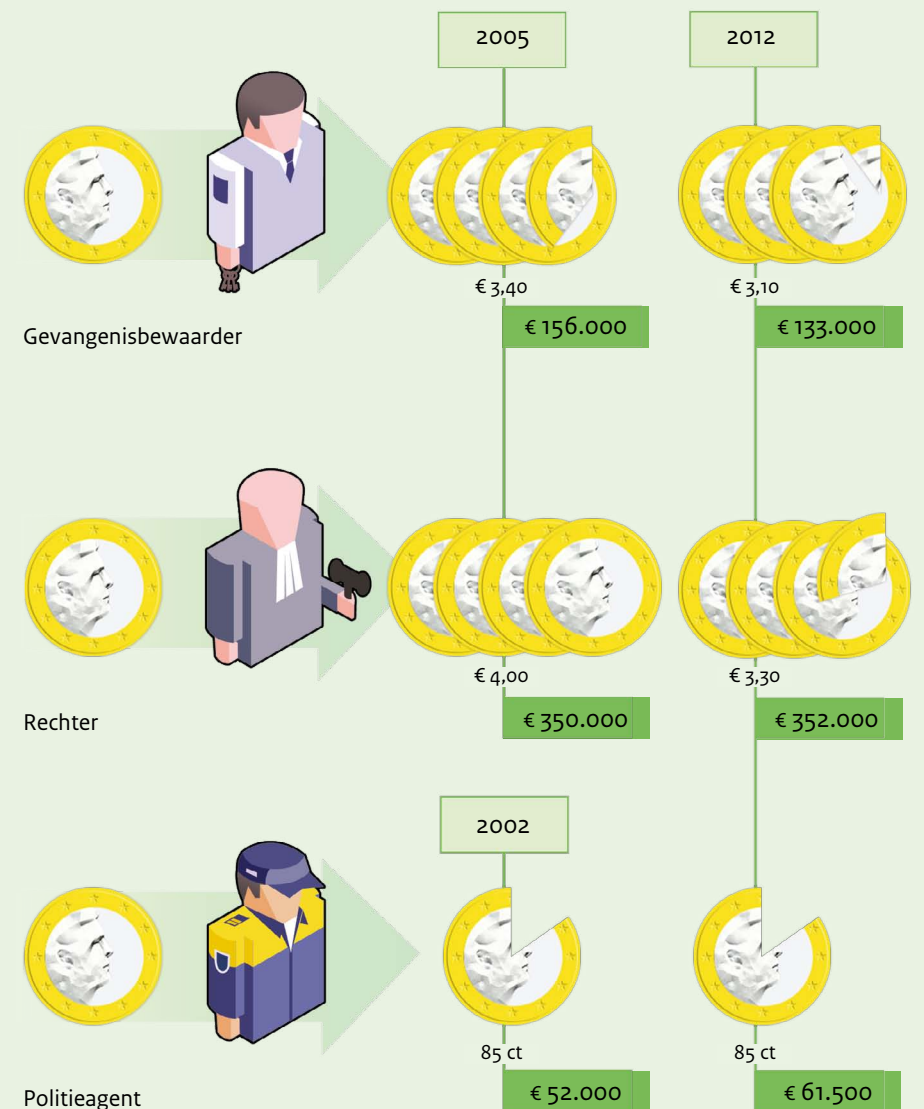 2005
2012
€ 3,40
€ 3,10
Gevangenisbewaarder
€ 156.000
€ 133.000
€ 4,00
€ 3,30
Rechter
€ 350.000
€ 352.000
2002
85 ct
85 ct
Politieagent
€ 52.000
€ 61.500